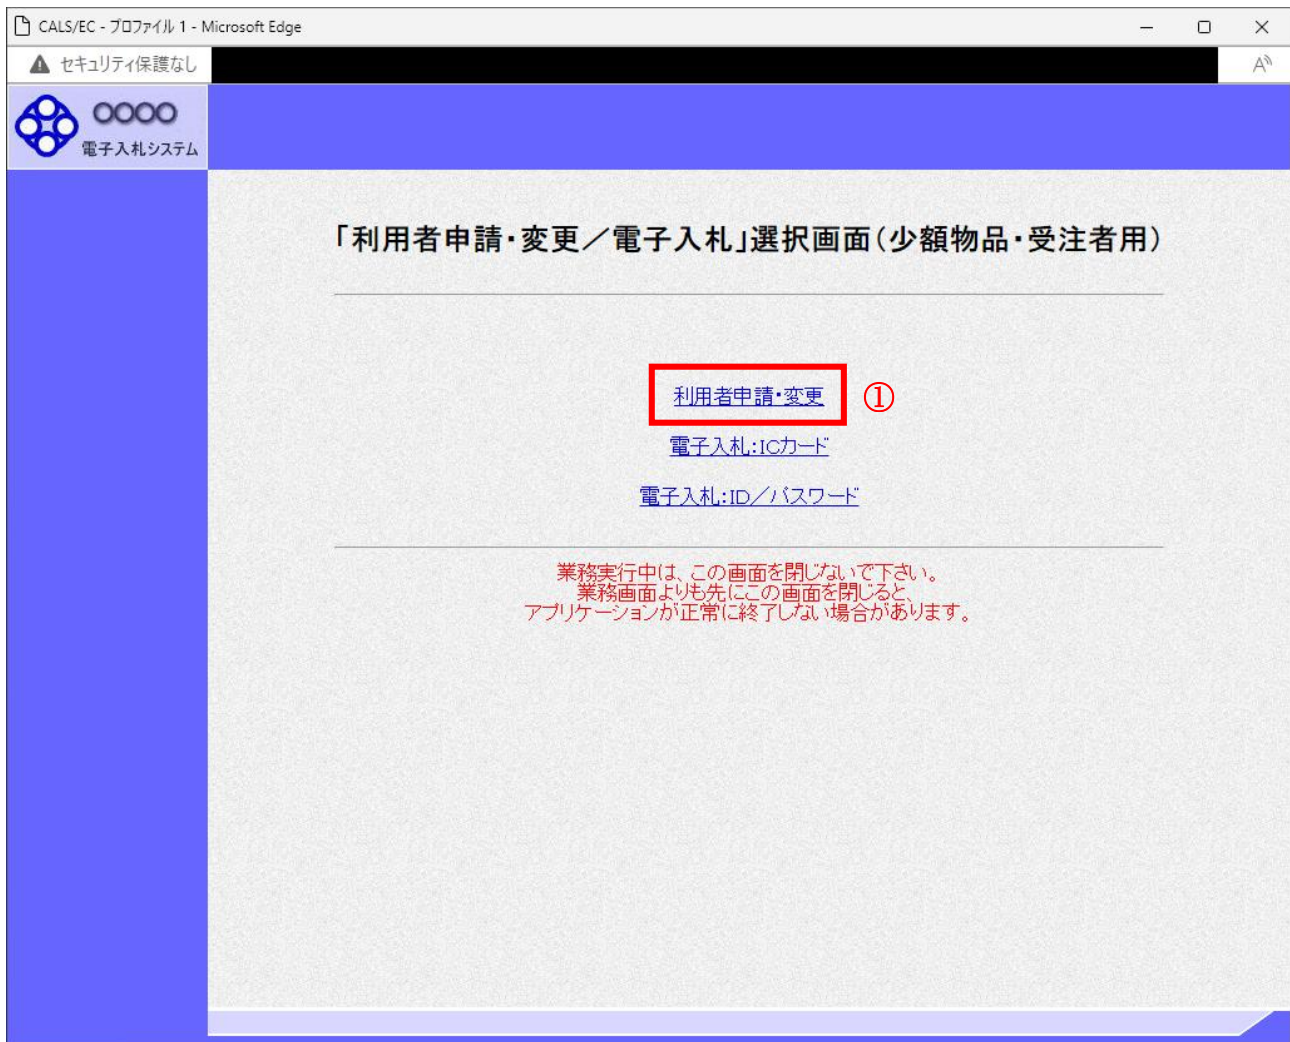 CALS/EC - プロファイル 1 - Microsoft Edge
セキュリティ保護なし
○○○○
電子入札システム
「利用者申請・変更／電子入札」選択画面(少額物品・受注者用)
利用者申請・変更 ①
電子入札:ICカード
電子入札:ID／パスワード
業務実行中は、この画面を閉じないで下さい。
業務画面よりも先にこの画面を閉じると、
アプリケーションが正常に終了しない場合があります。